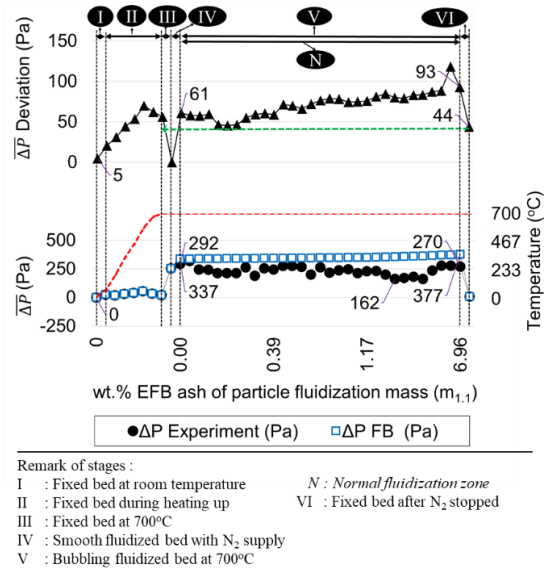 I II III IV V VI
N
ΔP Deviation (Pa)
150
100
50
0
5
61
93
44
ΔP (Pa)
500
250
0
-250
0
292
337
162
270
377
700
467
233
0
Temperature (°C)
0 0.00 0.39 1.17 6.96
wt.% EFB ash of particle fluidization mass (m1.1)
ΔP Experiment (Pa) ΔP FB (Pa)
Remark of stages :
I : Fixed bed at room temperature N : Normal fluidization zone
II : Fixed bed during heating up VI : Fixed bed after N2 stopped
III : Fixed bed at 700°C
IV : Smooth fluidized bed with N2 supply
V : Bubbling fluidized bed at 700°C